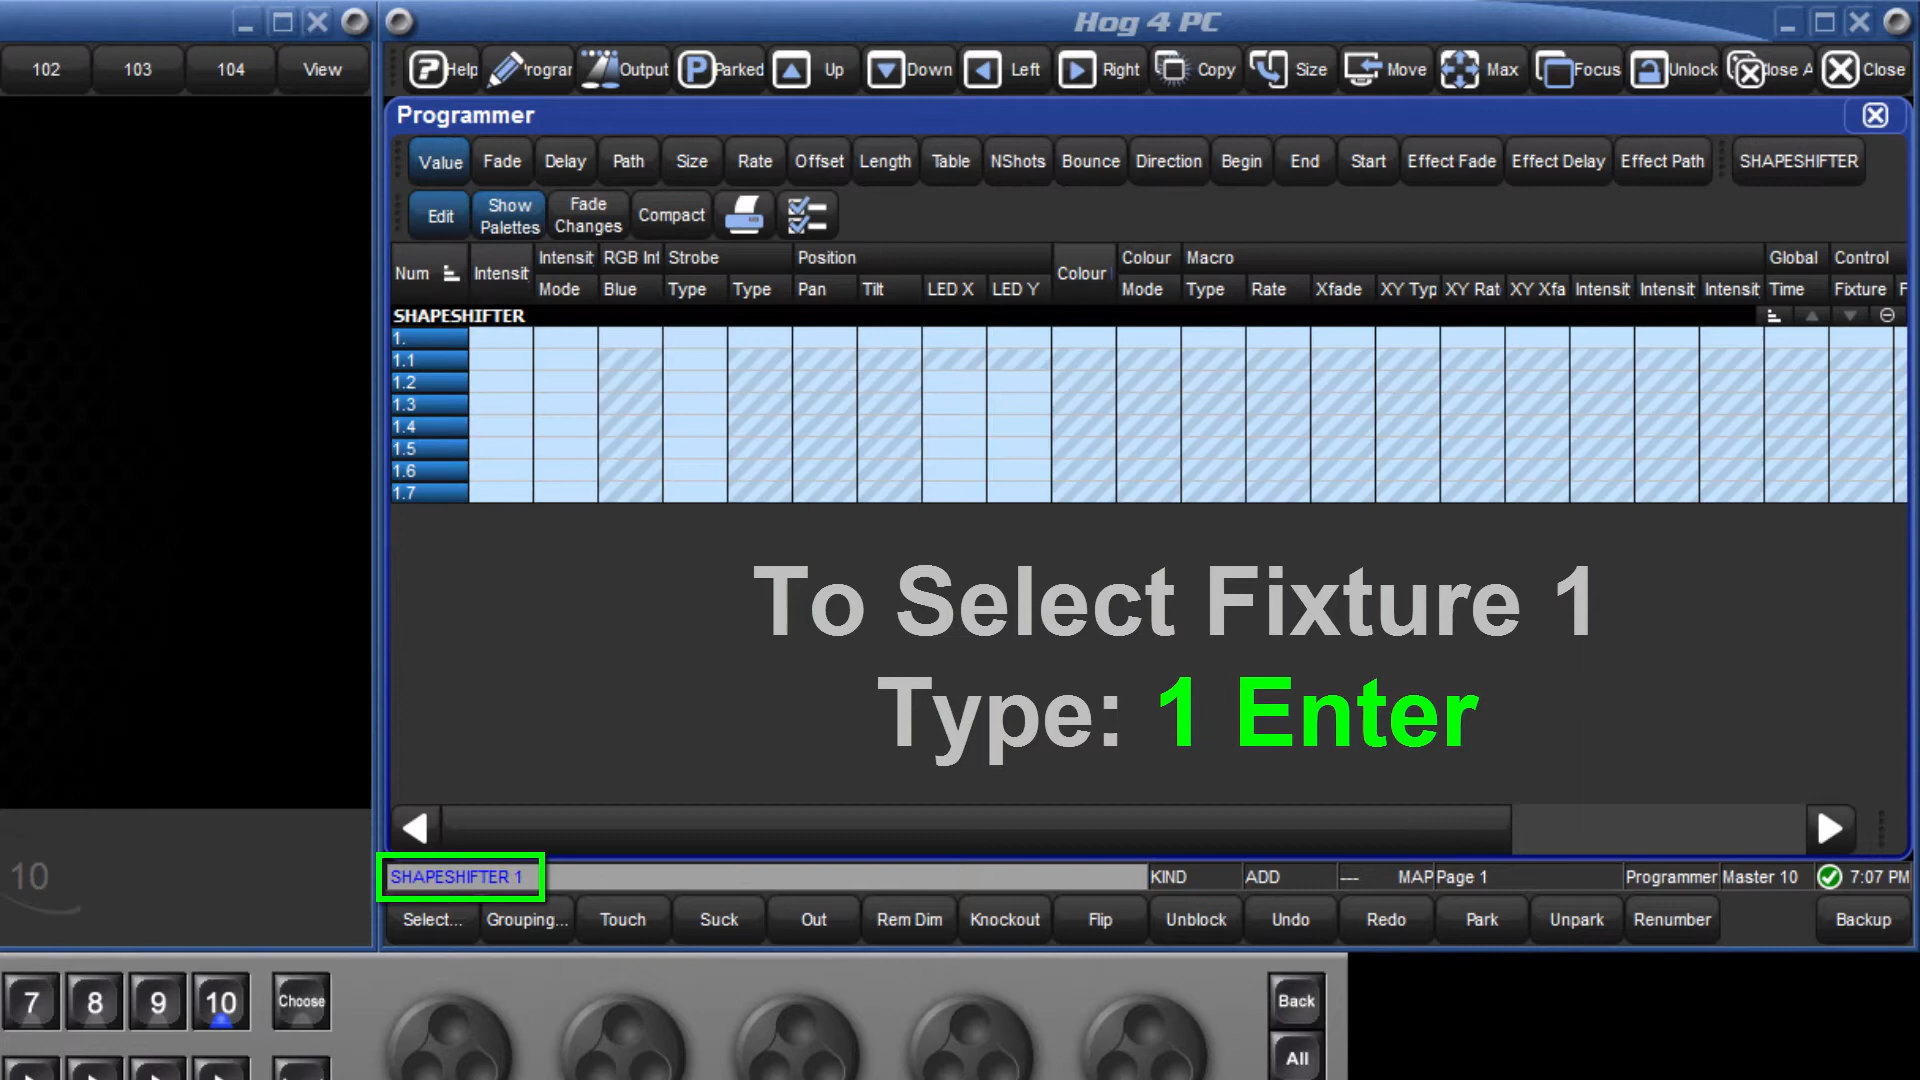 Hog 4 PC
102 103 104 View
Help Prograr Output Parked Up Down Left Right Copy Size Move Max Focus Unlock lose A Close
Programmer
Value Fade Delay Path Size Rate Offset Length Table NShots Bounce Direction Begin End Start Effect Fade Effect Delay Effect Path SHAPESHIFTER
Edit Show Palettes Fade Changes Compact
Num Intensit Intensit RGB Int Strobe Position Colour Colour Macro Global Control
Mode Blue Type Type Pan Tilt LED X LED Y Mode Type Rate Xfade XY Typ XY Rat XY Xfa Intensit Intensit Intensit Time Fixture F
SHAPESHIFTER
1.
1.1
1.2
1.3
1.4
1.5
1.6
1.7
To Select Fixture 1
Type: 1 Enter
10
SHAPESHIFTER 1 KIND ADD --- MAP Page 1 Programmer Master 10 7:07 PM
Select... Grouping... Touch Suck Out Rem Dim Knockout Flip Unblock Undo Redo Park Unpark Renumber Backup
7 8 9 10 Choose Back
All